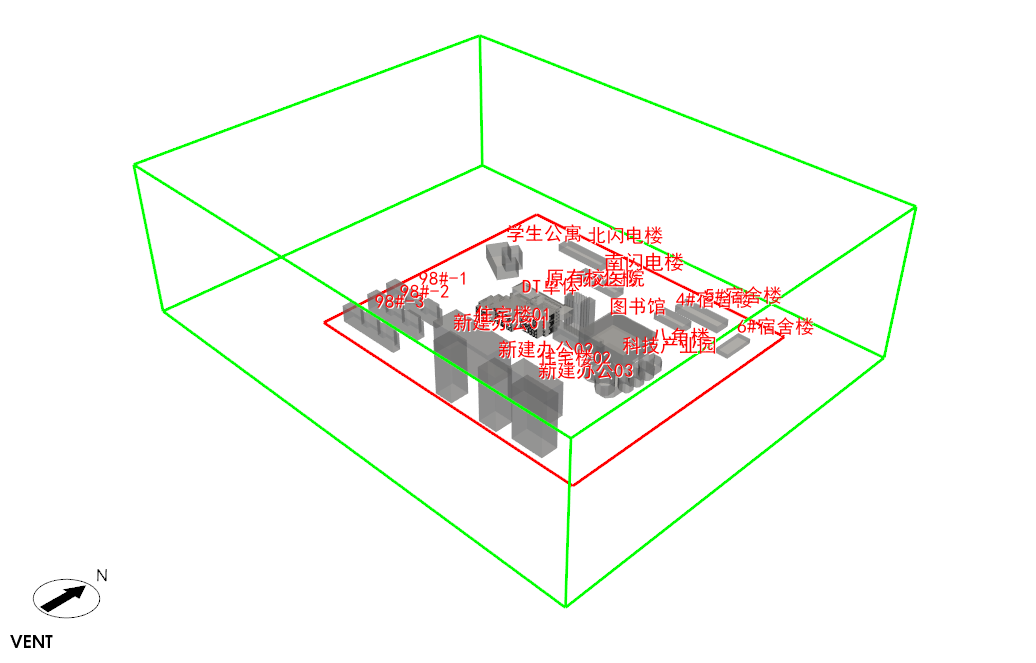 学生公寓
北闪电楼
南闪电楼
原有校医院
98#-1
DT单体
98#-2
98#-3
5#宿舍楼
4#宿舍楼
图书馆
住宅楼01
新建办公01
6#宿舍楼
八角楼
科技产业园
新建办公02
住宅楼02
新建办公03
N
VENT